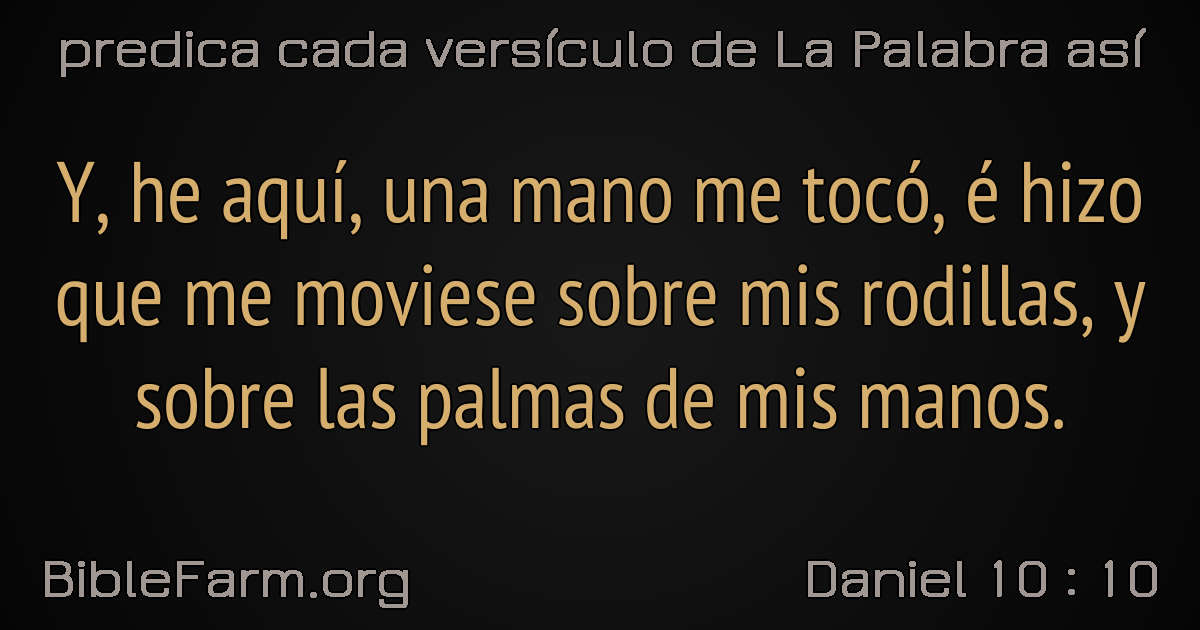 predica cada versículo de La Palabra así
Y, he aquí, una mano me tocó, é hizo
que me moviese sobre mis rodillas, y
sobre las palmas de mis manos.
BibleFarm.org
Daniel 10 : 10